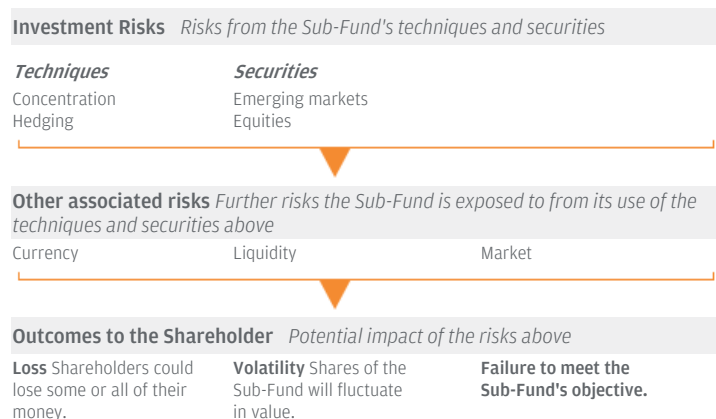 Investment Risks Risks from the Sub-Fund's techniques and securities
Techniques Securities
Concentration Emerging markets
Hedging Equities
Other associated risks Further risks the Sub-Fund is exposed to from its use of the
techniques and securities above
Currency Liquidity Market
Outcomes to the Shareholder Potential impact of the risks above
Loss Shareholders could Volatility Shares of the Failure to meet the
lose some or all of their Sub-Fund will fluctuate Sub-Fund's objective.
money. in value.